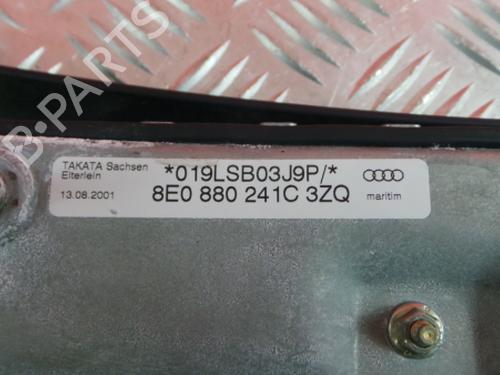 B-PARTS
TAKATA Sachsen
Elterlein
13.08.2001
*019LSB03J9P/*
8E0 880 241C 3ZQ
maritim